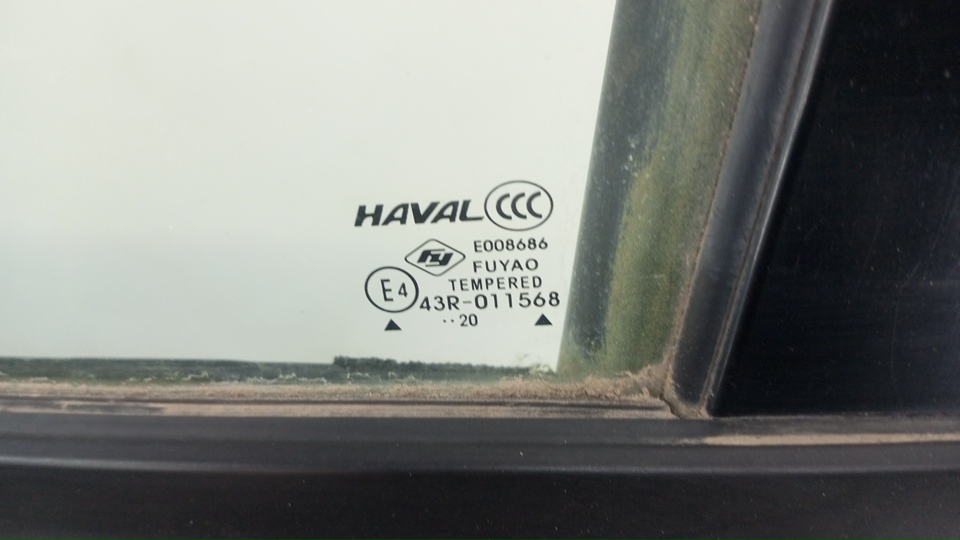 HAVAL CCC
E008686
FY FUYAO
TEMPERED
E4 43R-011568
··20